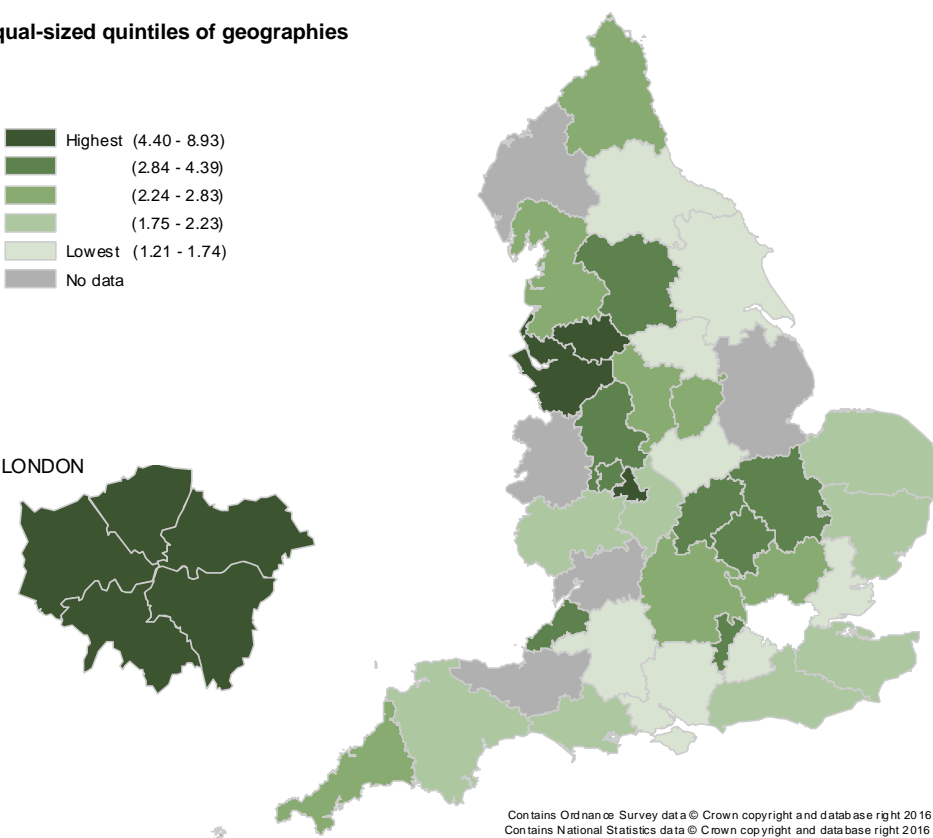 qual-sized quintiles of geographies
Highest (4.40 - 8.93)
(2.84 - 4.39)
(2.24 - 2.83)
(1.75 - 2.23)
Lowest (1.21 - 1.74)
No data
LONDON
Contains Ordnance Survey data © Crown copyright and database right 2016
Contains National Statistics data © Crown copyright and database right 2016